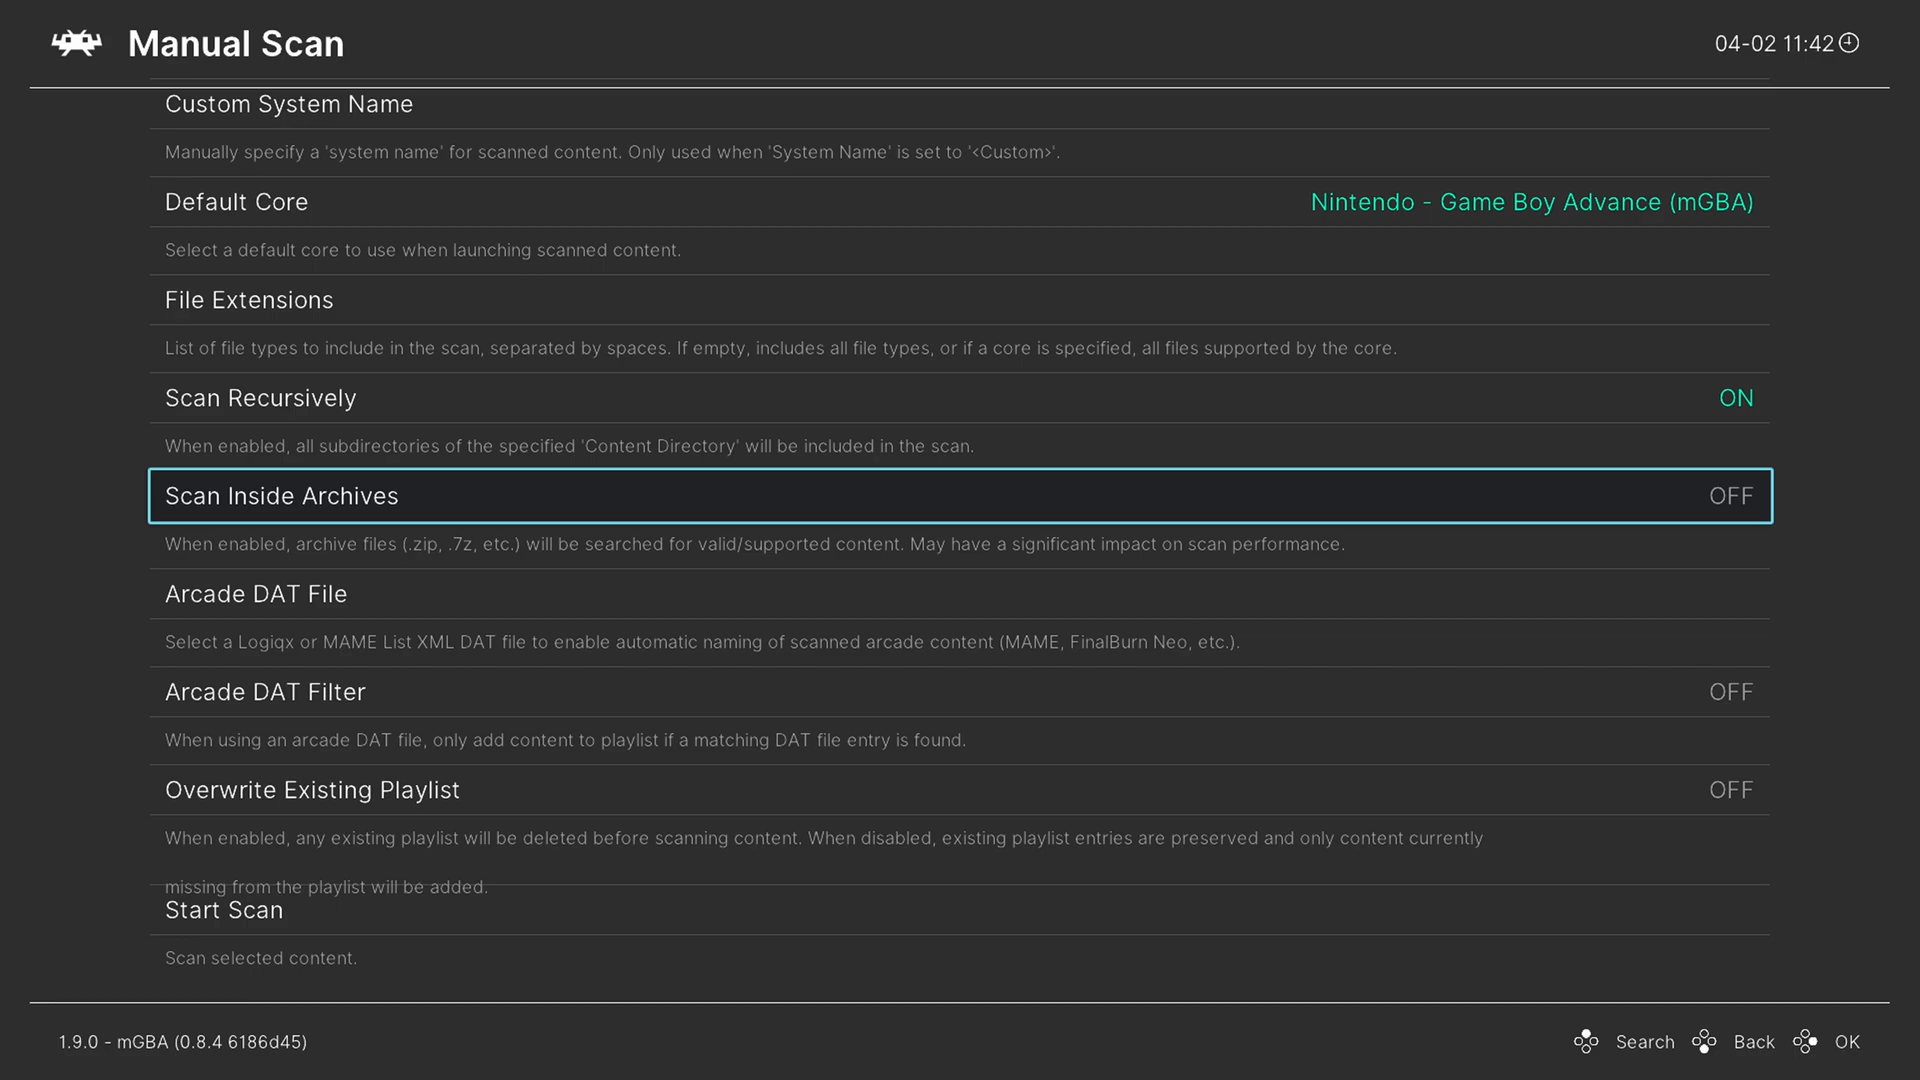 Manual Scan
04-02 11:42
Custom System Name
Manually specify a 'system name' for scanned content. Only used when 'System Name' is set to '<Custom>'.
Default Core
Nintendo - Game Boy Advance (mGBA)
Select a default core to use when launching scanned content.
File Extensions
List of file types to include in the scan, separated by spaces. If empty, includes all file types, or if a core is specified, all files supported by the core.
Scan Recursively
ON
When enabled, all subdirectories of the specified 'Content Directory' will be included in the scan.
Scan Inside Archives
OFF
When enabled, archive files (.zip, .7z, etc.) will be searched for valid/supported content. May have a significant impact on scan performance.
Arcade DAT File
Select a Logiqx or MAME List XML DAT file to enable automatic naming of scanned arcade content (MAME, FinalBurn Neo, etc.).
Arcade DAT Filter
OFF
When using an arcade DAT file, only add content to playlist if a matching DAT file entry is found.
Overwrite Existing Playlist
OFF
When enabled, any existing playlist will be deleted before scanning content. When disabled, existing playlist entries are preserved and only content currently
missing from the playlist will be added.
Start Scan
Scan selected content.
1.9.0 - mGBA (0.8.4 6186d45)
Search
Back
OK